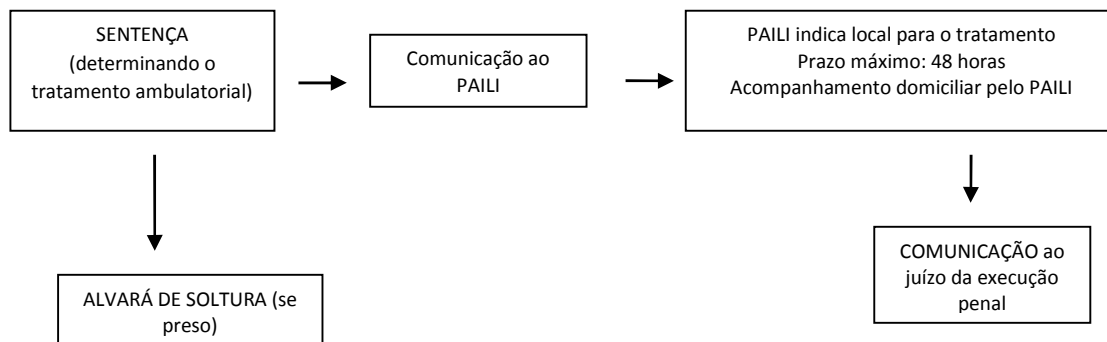 SENTENÇA
(determinando o
tratamento ambulatorial)
Comunicação ao
PAILI
PAILI indica local para o tratamento
Prazo máximo: 48 horas
Acompanhamento domiciliar pelo PAILI
ALVARÁ DE SOLTURA (se
preso)
COMUNICAÇÃO ao
juízo da execução
penal